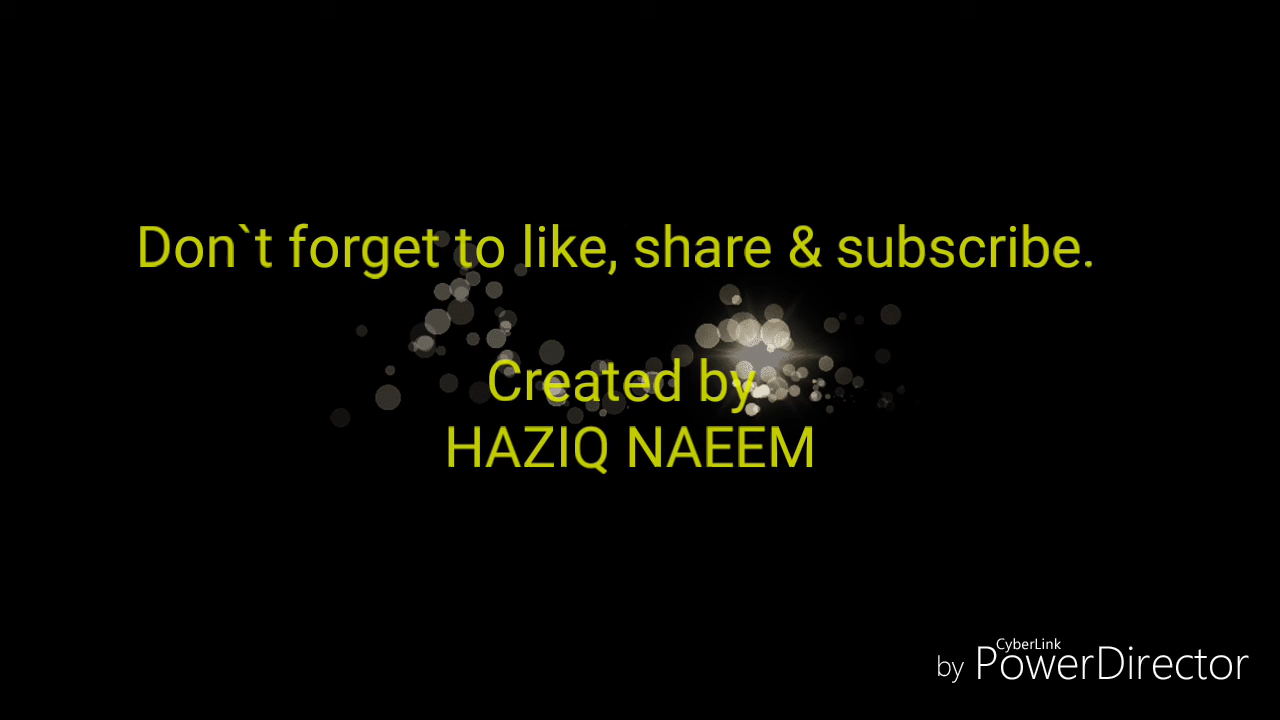 Don`t forget to like, share & subscribe.
Created by
HAZIQ NAEEM
CyberLink
by PowerDirector